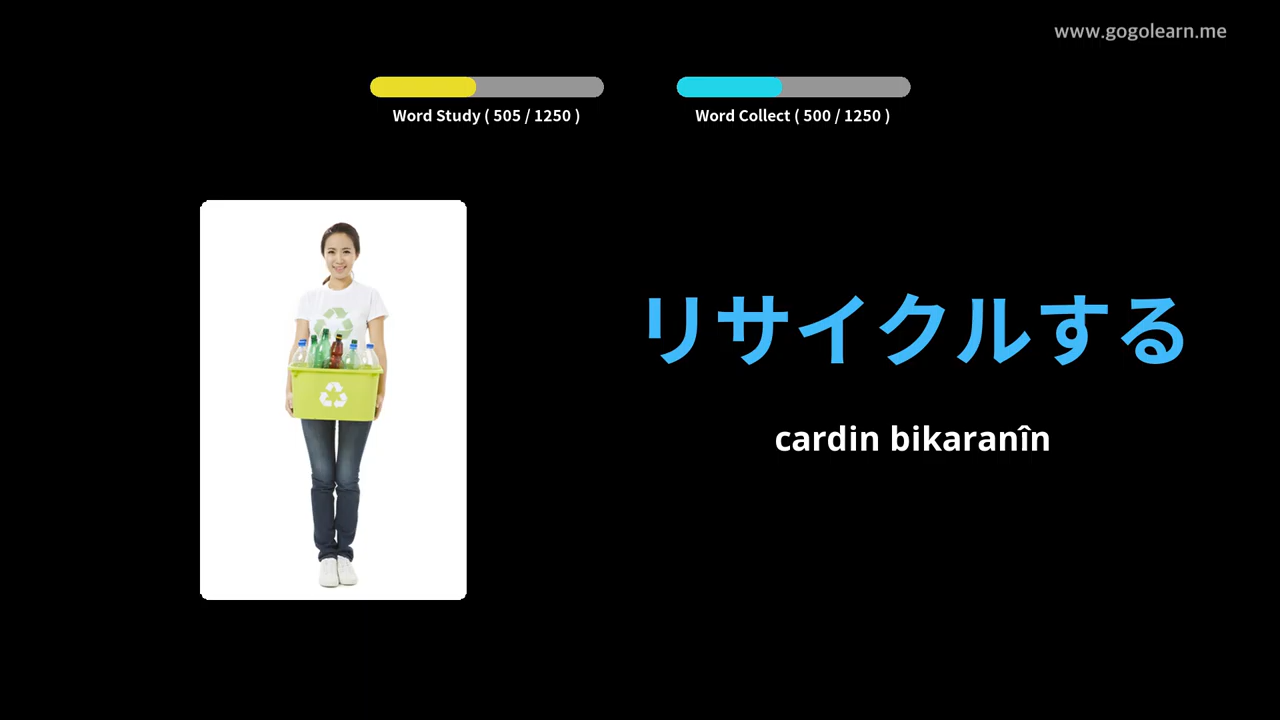 www.gogolearn.me
Word Study ( 505 / 1250 )
Word Collect ( 500 / 1250 )
リサイクルする
cardin bikaranîn